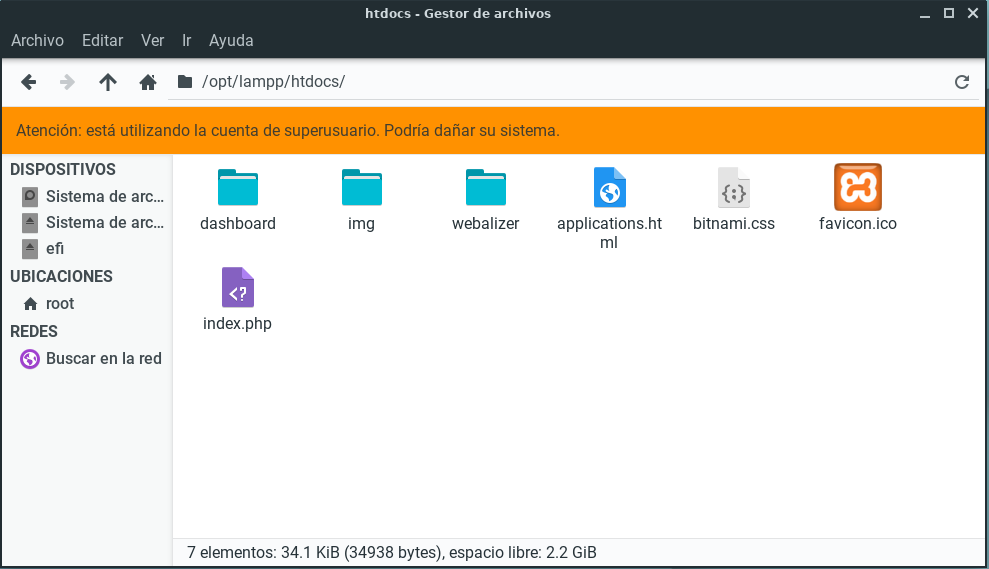 htdocs - Gestor de archivos
Archivo Editar Ver Ir Ayuda
/opt/lampp/htdocs/
Atención: está utilizando la cuenta de superusuario. Podría dañar su sistema.
DISPOSITIVOS
Sistema de arc...
Sistema de arc...
efi
UBICACIONES
root
REDES
Buscar en la red
dashboard
img
webalizer
applications.ht
ml
bitnami.css
favicon.ico
index.php
7 elementos: 34.1 KiB (34938 bytes), espacio libre: 2.2 GiB